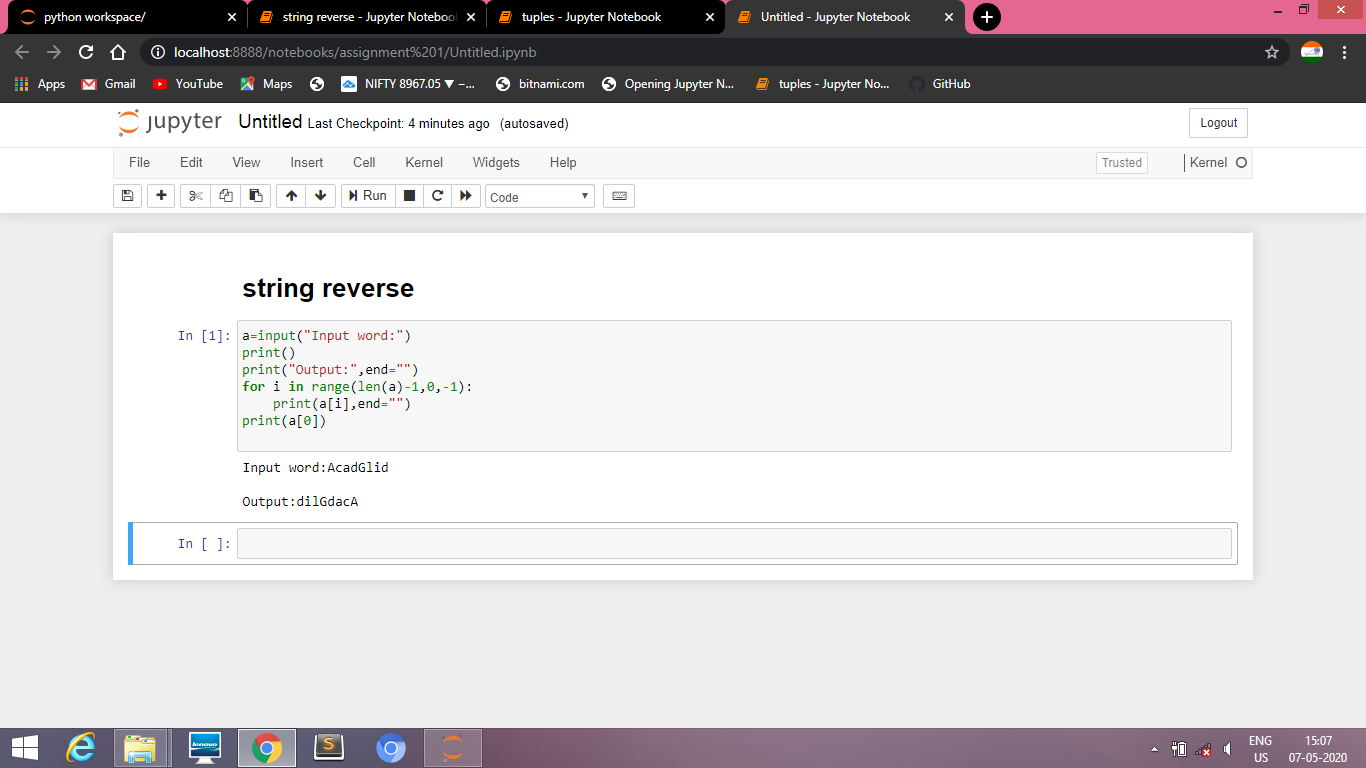 python workspace/
string reverse - Jupyter Notebook
tuples - Jupyter Notebook
Untitled - Jupyter Notebook
localhost:8888/notebooks/assignment%201/Untitled.ipynb
Apps Gmail YouTube Maps NIFTY 8967.05 ▼ –... bitnami.com Opening Jupyter N... tuples - Jupyter No... GitHub
jupyter Untitled Last Checkpoint: 4 minutes ago (autosaved) Logout
File Edit View Insert Cell Kernel Widgets Help Trusted Kernel
Run Code
string reverse
In [1]: a=input("Input word:")
print()
print("Output:",end="")
for i in range(len(a)-1,0,-1):
    print(a[i],end="")
print(a[0])
Input word:AcadGlid
Output:dilGdacA
In [ ]:
lenovo S ENG 15:07
US 07-05-2020